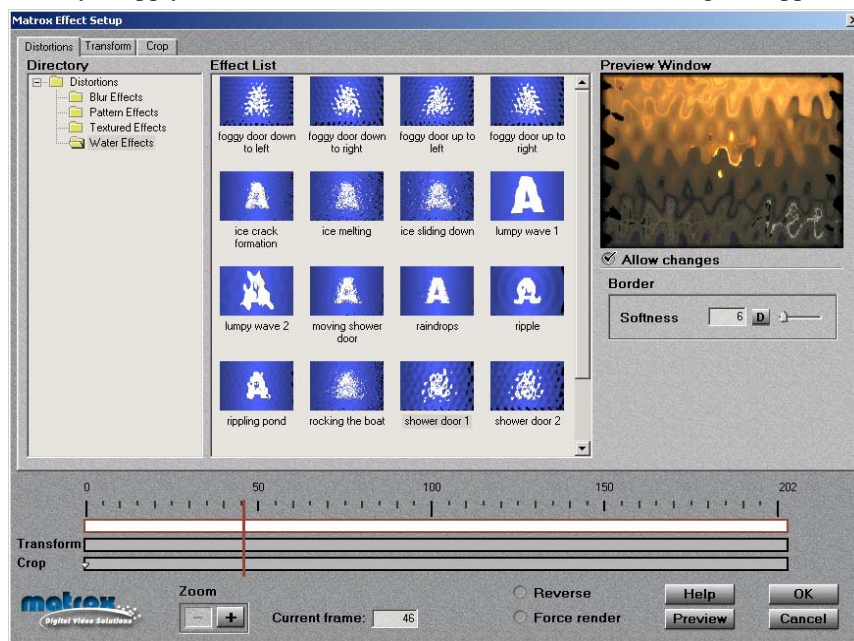 Matrox Effect Setup
Distortions Transform Crop
Directory Effect List Preview Window
Distortions
Blur Effects
Pattern Effects
Textured Effects
Water Effects
foggy door down to left
foggy door down to right
foggy door up to left
foggy door up to right
ice crack formation
ice melting
ice sliding down
lumpy wave 1
lumpy wave 2
moving shower door
raindrops
ripple
rippling pond
rocking the boat
shower door 1
shower door 2
Allow changes
Border
Softness 6 D
0 50 100 150 202
Transform
Crop
matrox
Digital Video Solutions
Zoom
- +
Current frame: 46
Reverse
Force render
Help OK
Preview Cancel